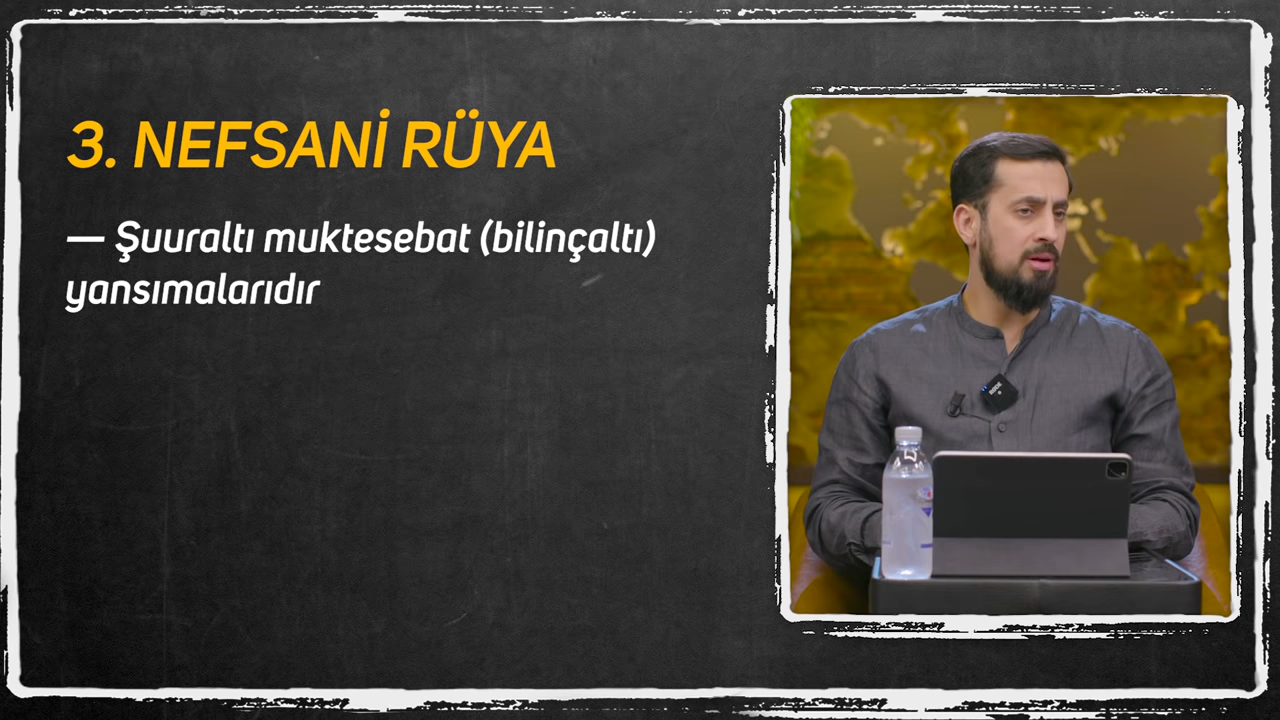 3. NEFSANİ RÜYA
— Şuuraltı muktesebat (bilinçaltı)
yansımalarıdır